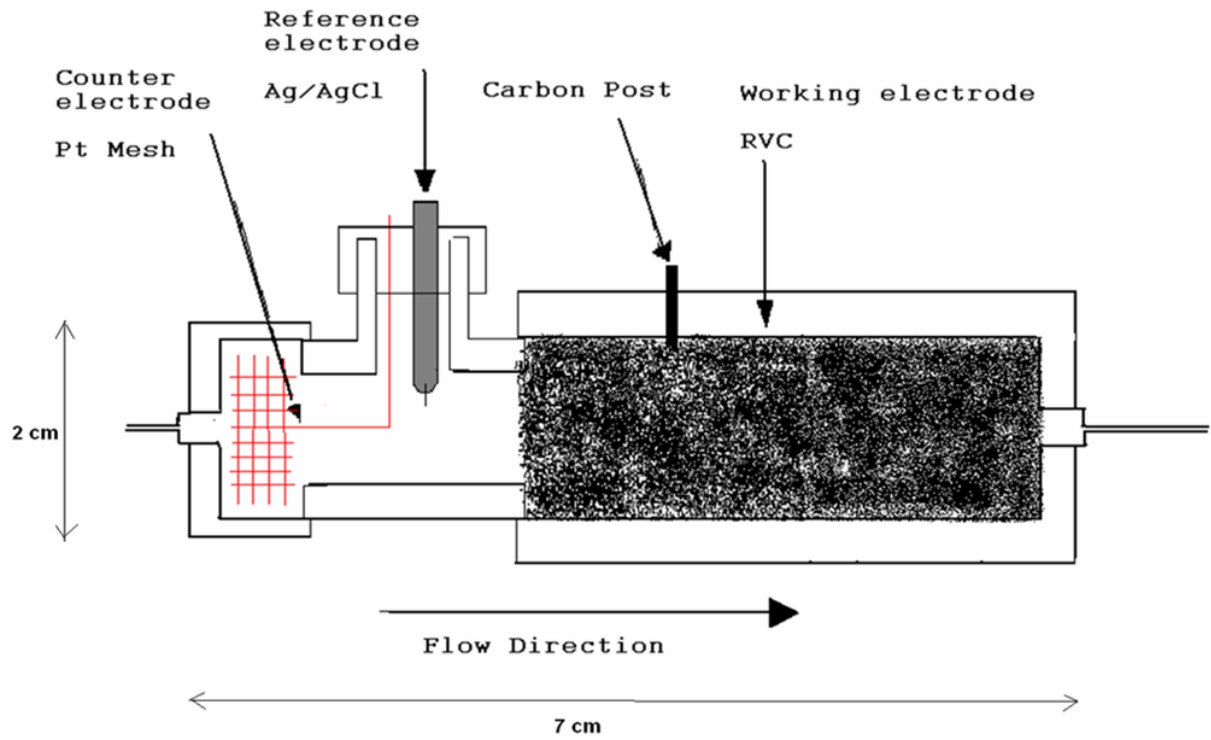 Reference
electrode
Ag/AgCl
Counter
electrode
Pt Mesh
Carbon Post
Working electrode
RVC
2 cm
Flow Direction
7 cm